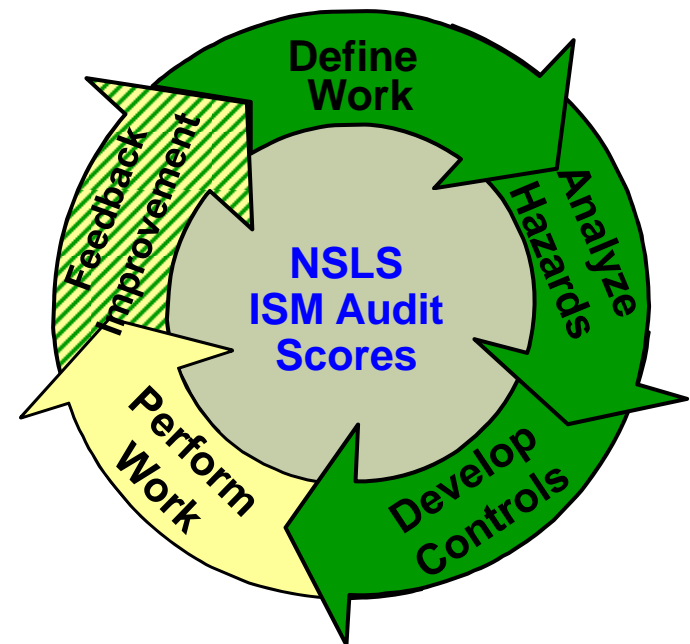 Define
Work
Analyze
Hazards
Develop
Controls
Perform
Work
Feedback
Improvement
NSLS
ISM Audit
Scores